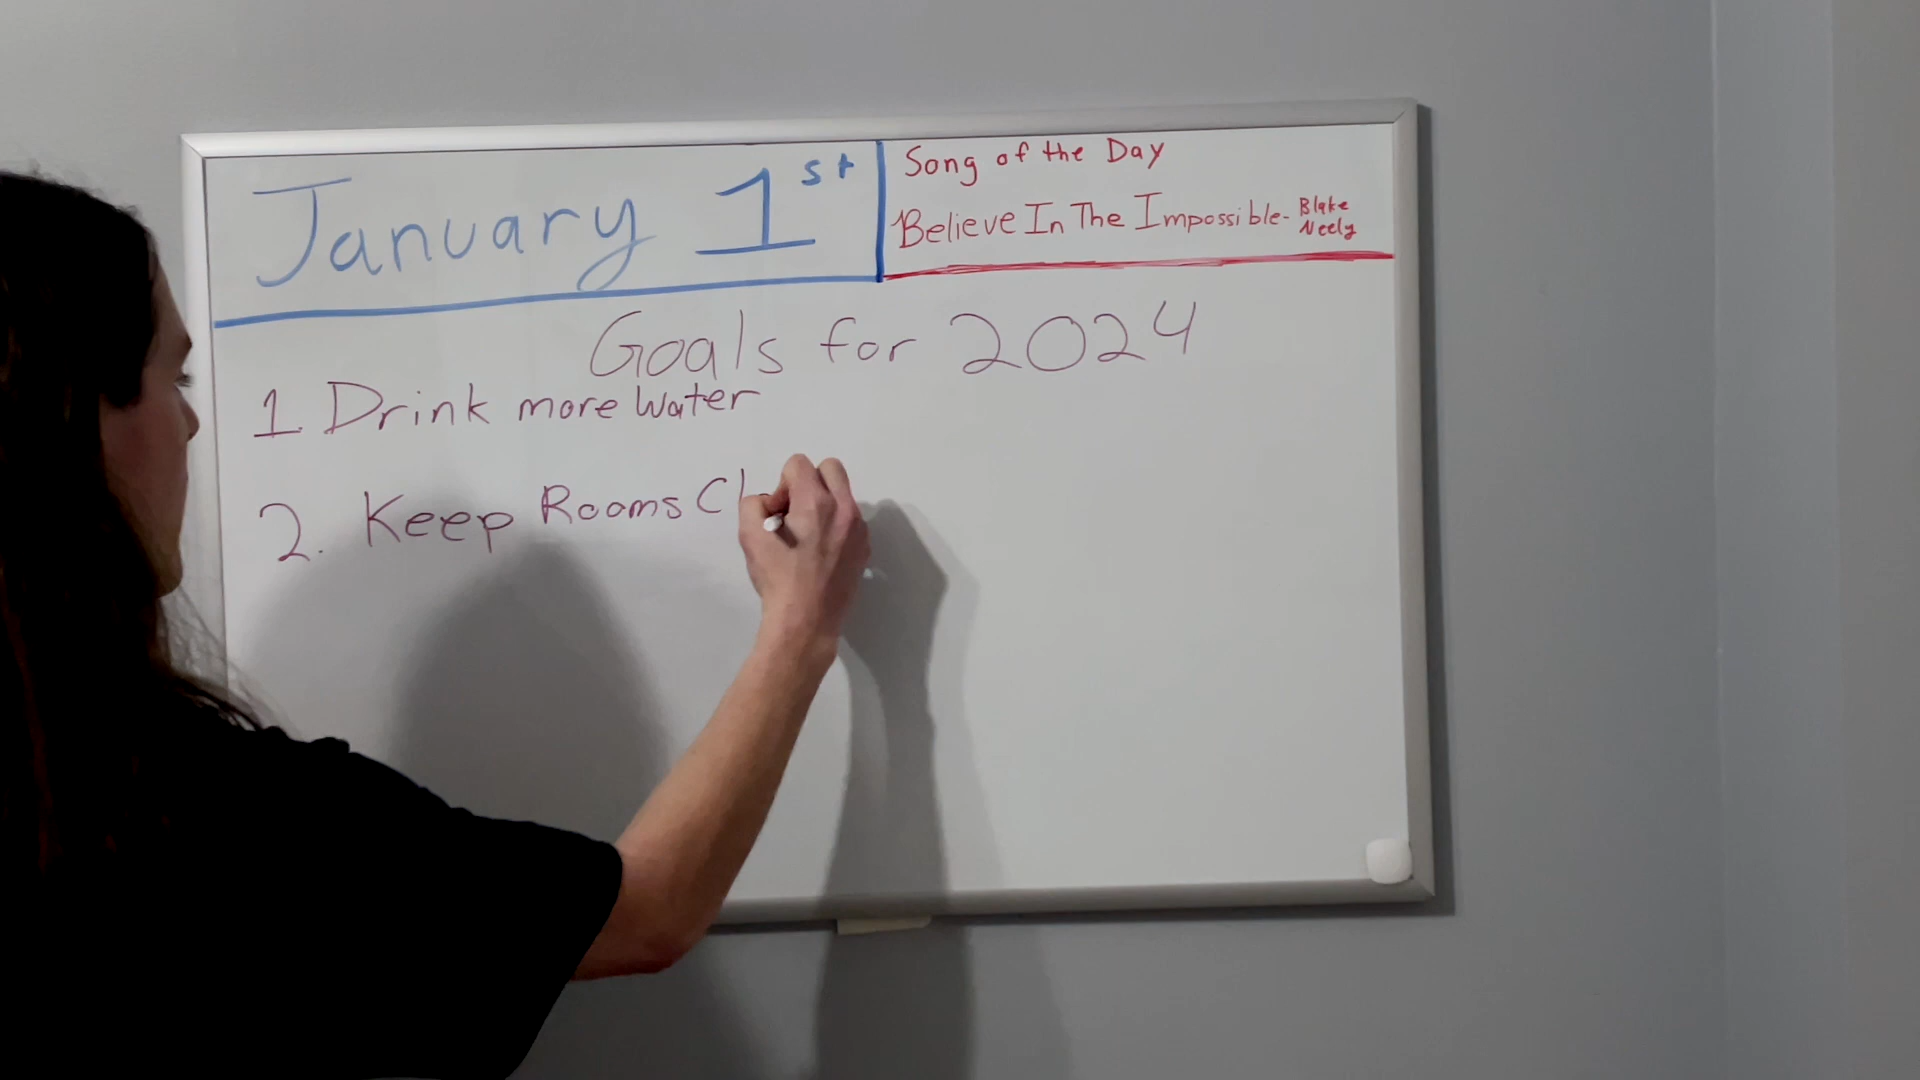 January 1st
Song of the Day
Believe In The Impossible- Blake Neely
Goals for 2024
1. Drink more Water
2. Keep Rooms